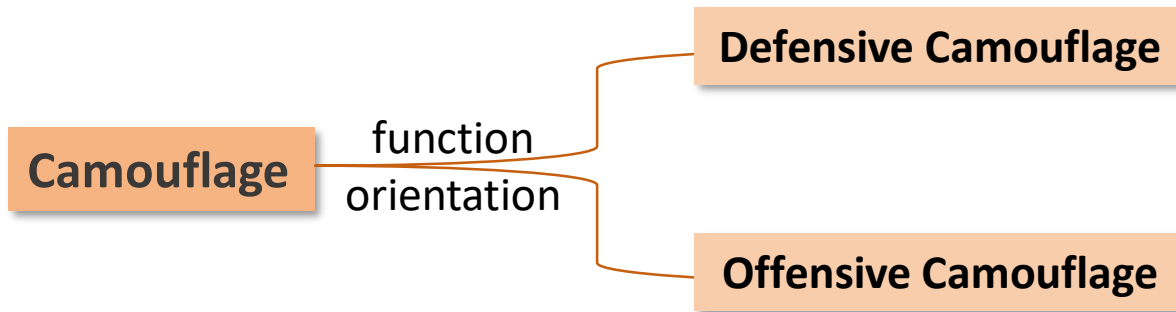 Defensive Camouflage
function
Camouflage
orientation
Offensive Camouflage